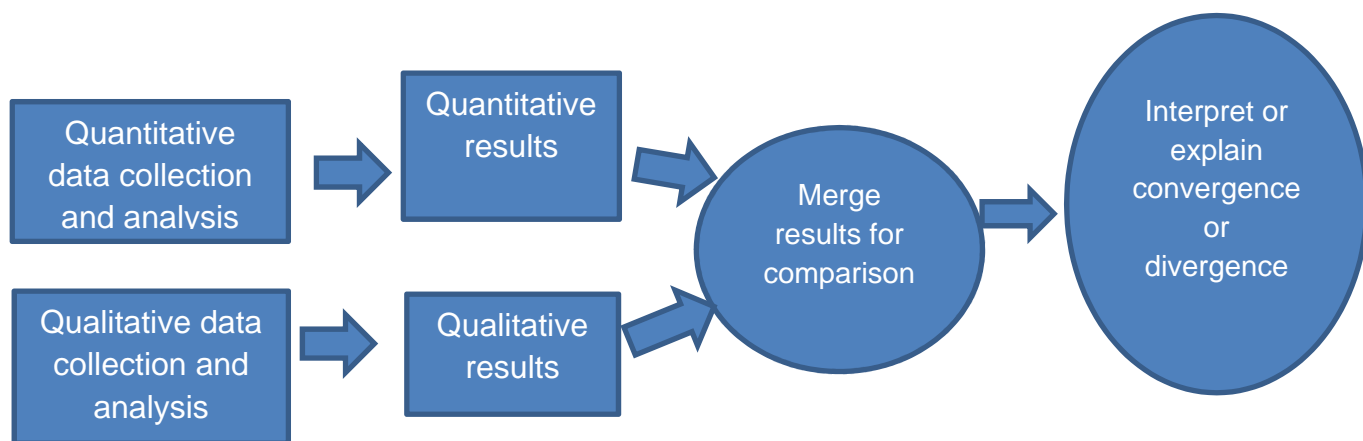 Quantitative
data collection
and analysis
Quantitative
results
Qualitative data
collection and
analysis
Qualitative
results
Merge
results for
comparison
Interpret or
explain
convergence
or
divergence